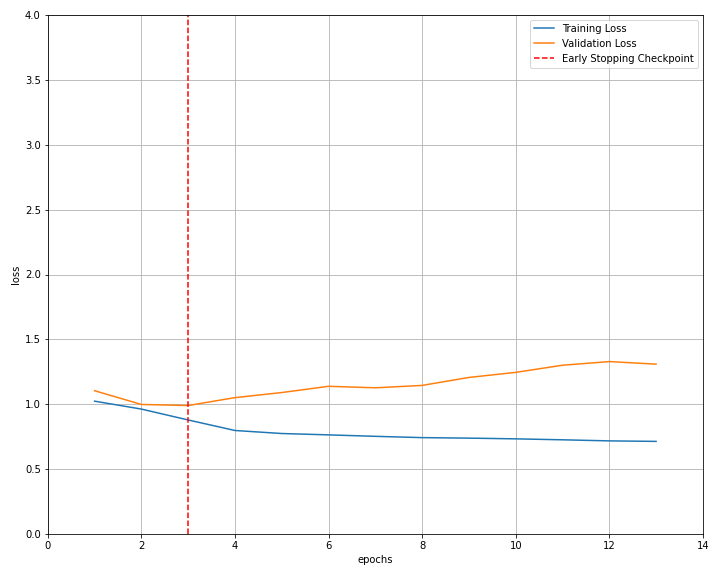 Training Loss
Validation Loss
Early Stopping Checkpoint
4.0
3.5
3.0
2.5
2.0
1.5
1.0
0.5
0.0
loss
0 2 4 6 8 10 12 14
epochs